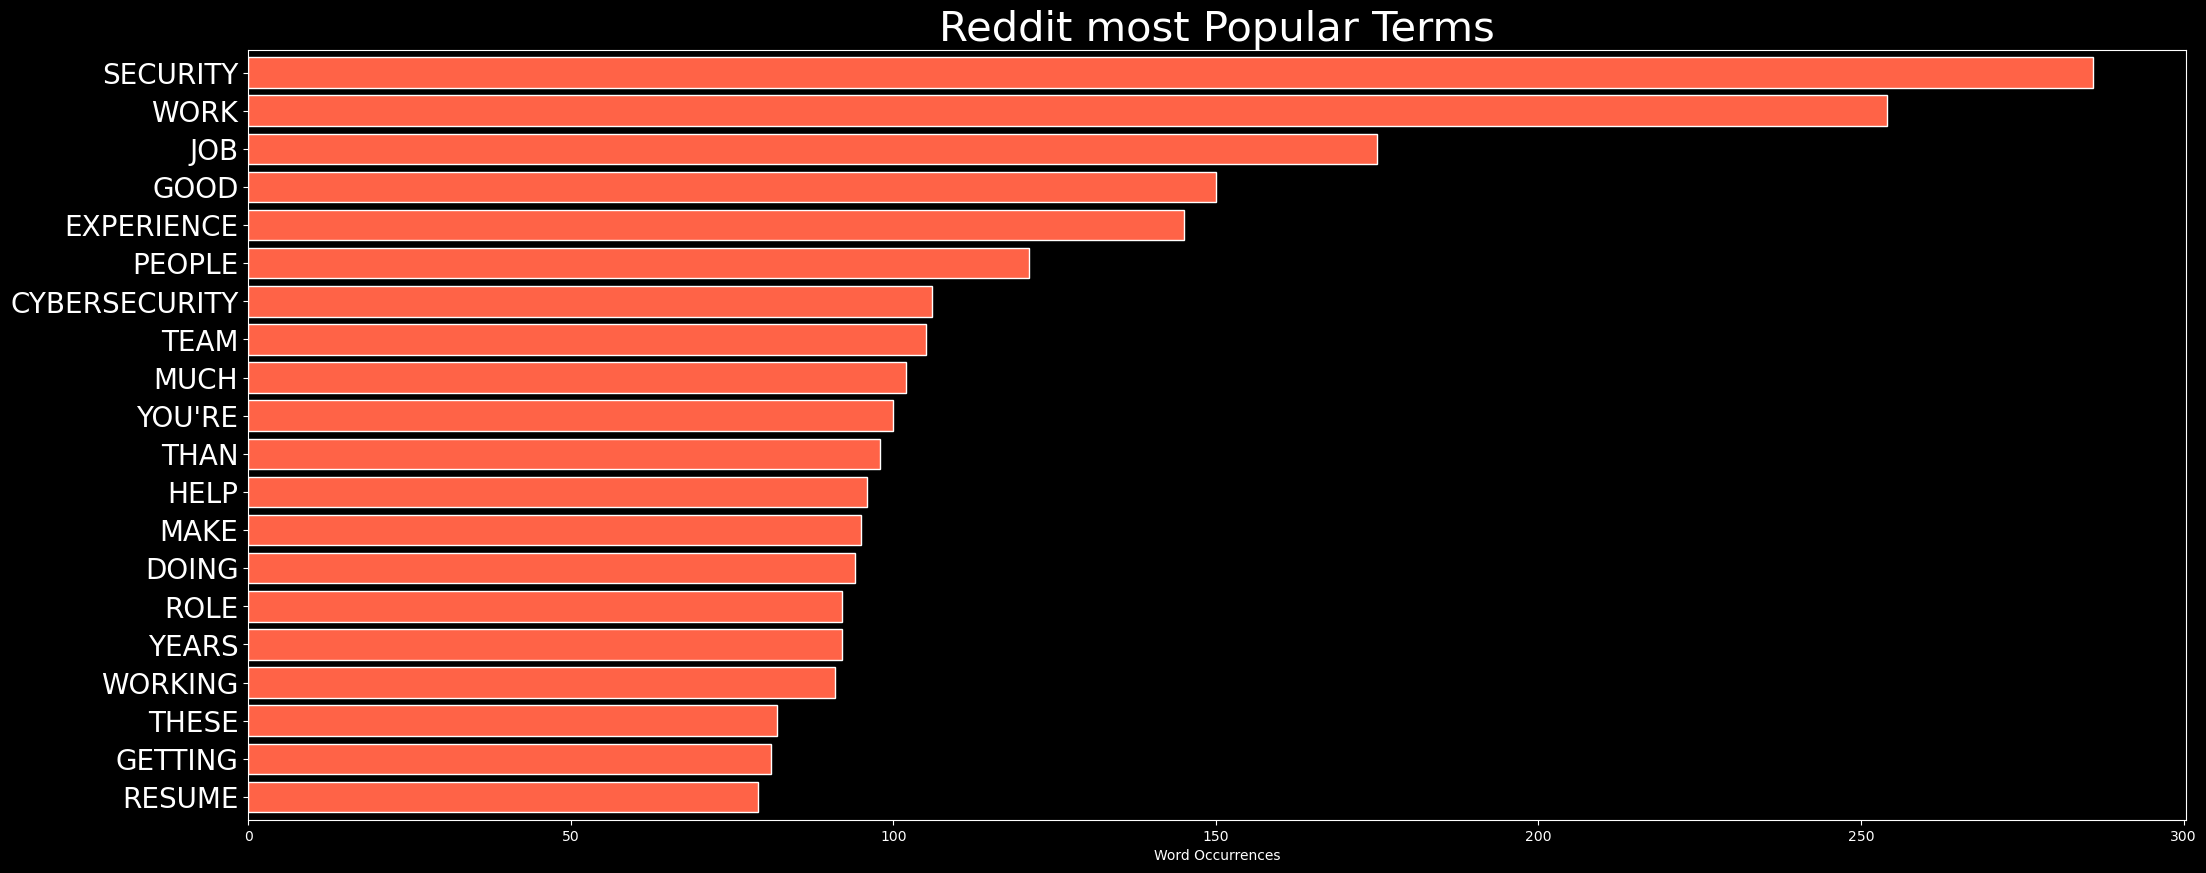 Reddit most Popular Terms
SECURITY
WORK
JOB
GOOD
EXPERIENCE
PEOPLE
CYBERSECURITY
TEAM
MUCH
YOU'RE
THAN
HELP
MAKE
DOING
ROLE
YEARS
WORKING
THESE
GETTING
RESUME
0 50 100 150 200 250 300
Word Occurrences